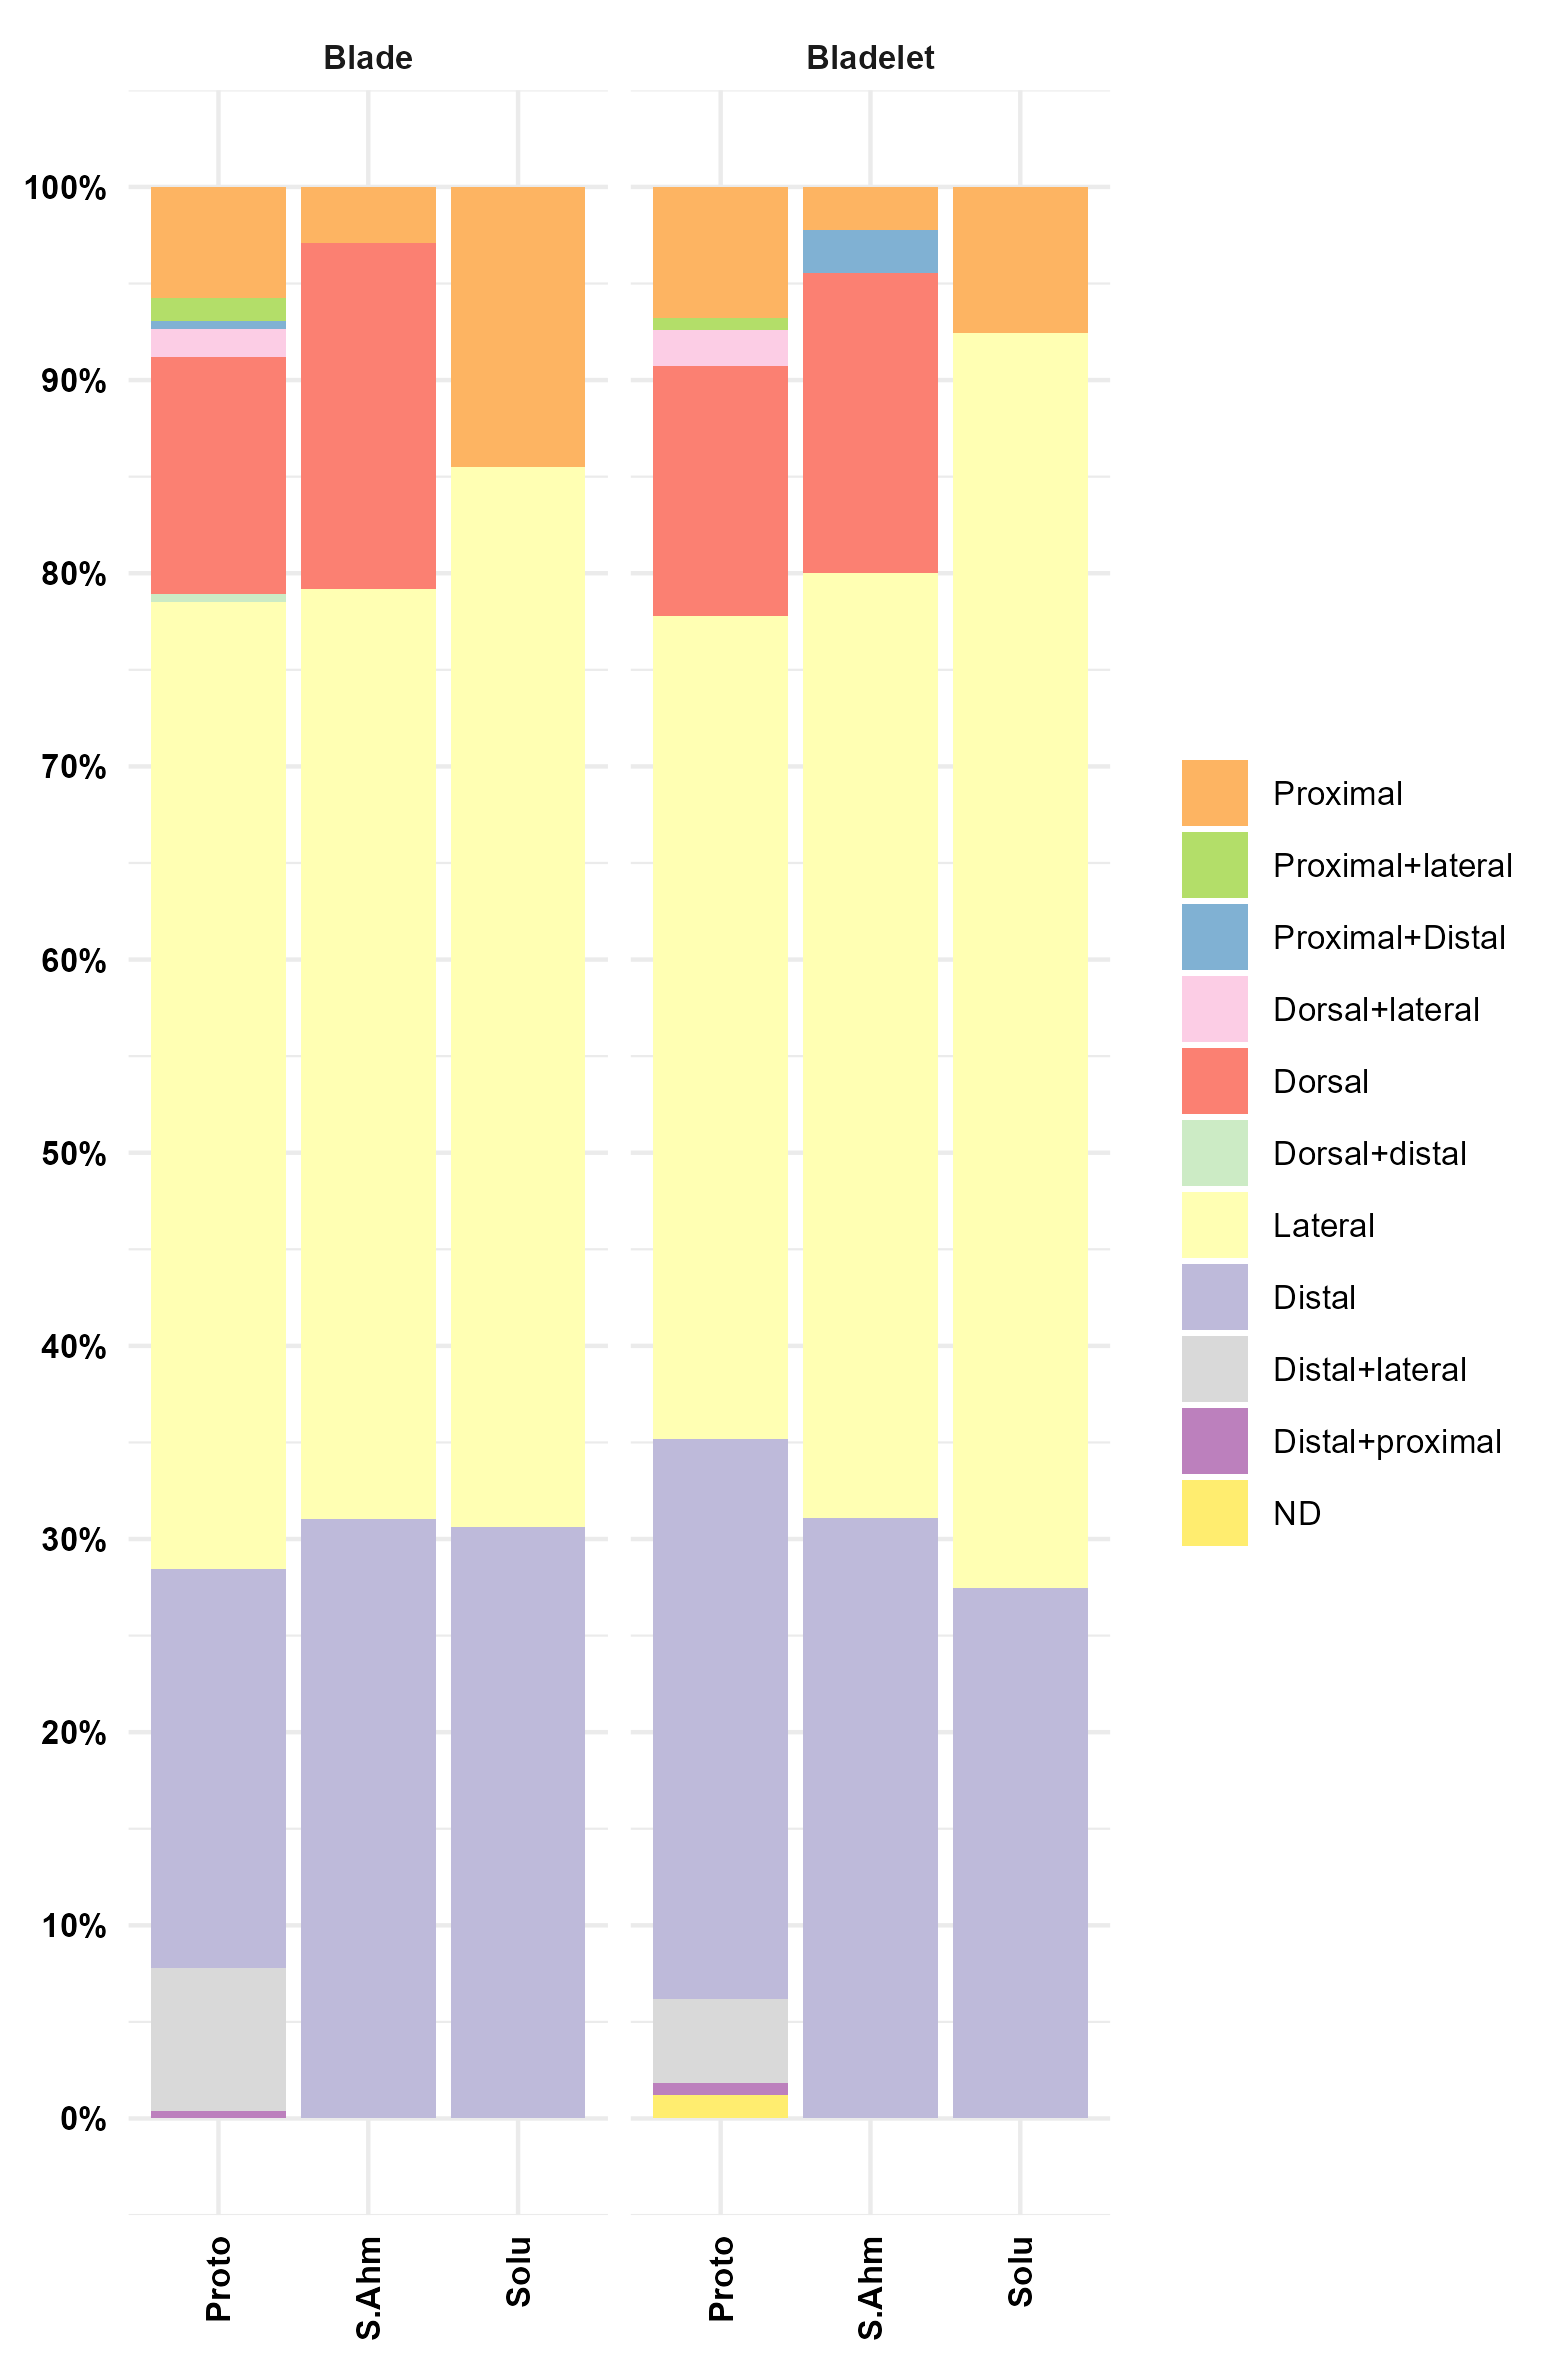 Blade
Bladelet
100%
90%
80%
70%
60%
50%
40%
30%
20%
10%
0%
Proto
S.Ahm
Solu
Proto
S.Ahm
Solu
Proximal
Proximal+lateral
Proximal+Distal
Dorsal+lateral
Dorsal
Dorsal+distal
Lateral
Distal
Distal+lateral
Distal+proximal
ND